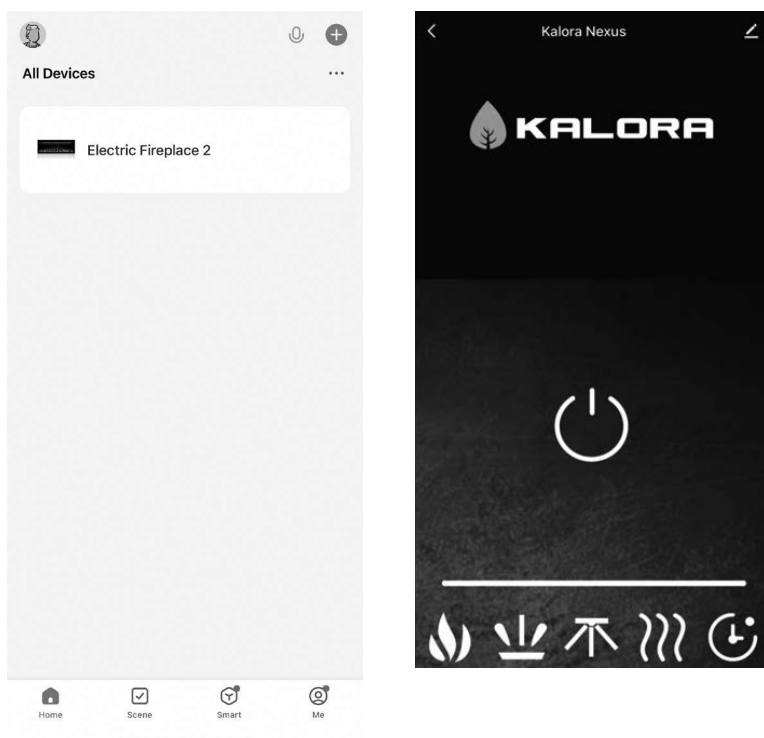 All Devices
Electric Fireplace 2
Home
Scene
Smart
Me
Kalora Nexus
KALORA